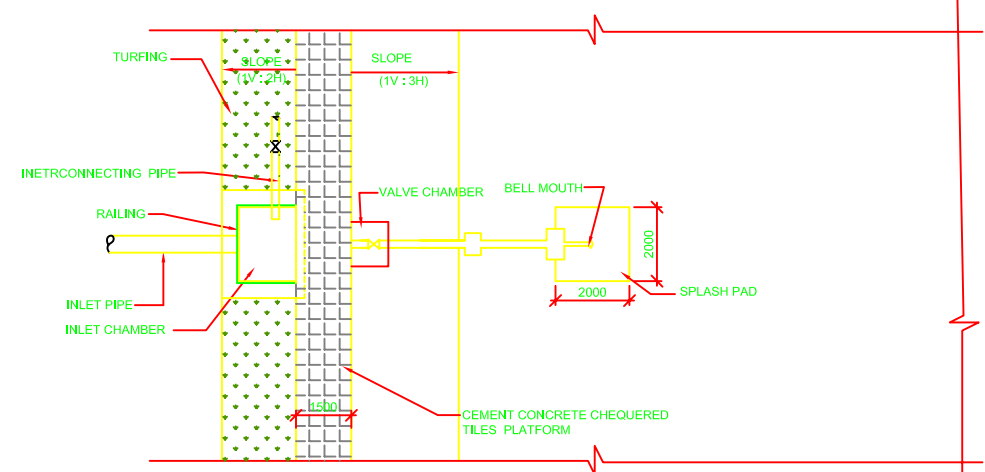 TURFING
SLOPE
(1V : 2H)
SLOPE
(1V : 3H)
INETRCONNECTING PIPE
VALVE CHAMBER
BELL MOUTH
RAILING
2000
2000
SPLASH PAD
INLET PIPE
INLET CHAMBER
1500
CEMENT CONCRETE CHEQUERED
TILES PLATFORM